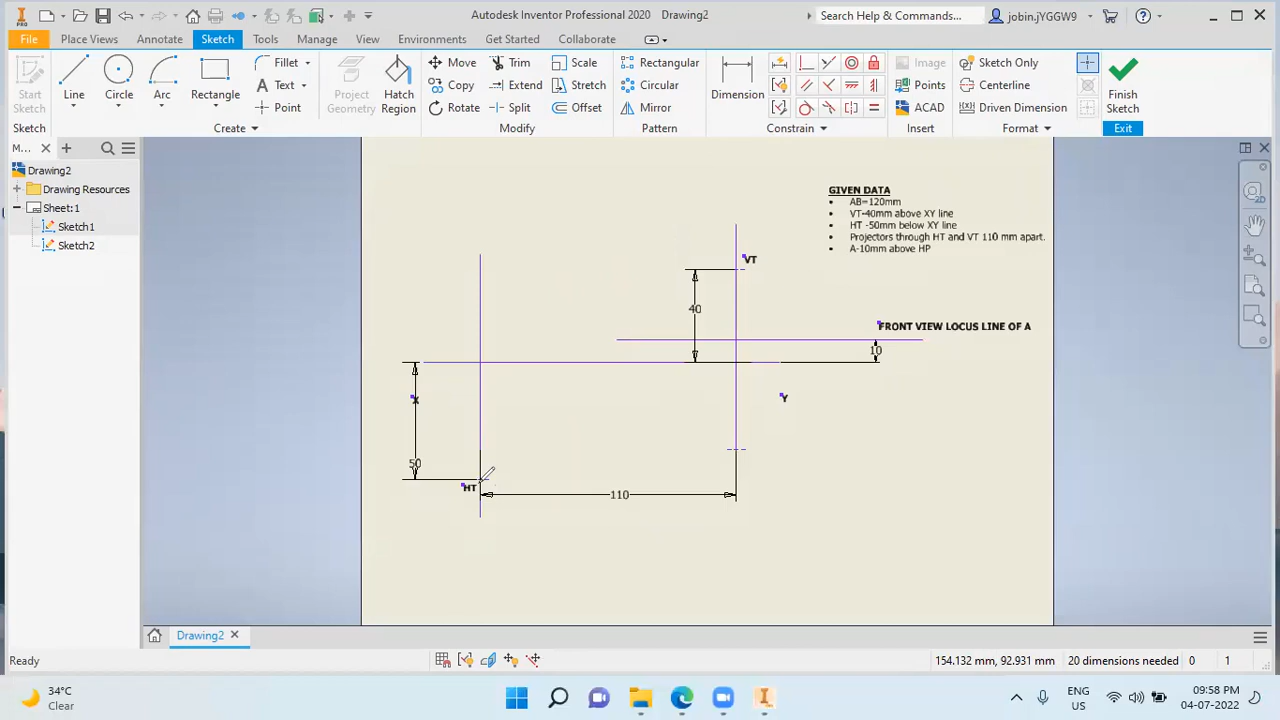 Autodesk Inventor Professional 2020 Drawing2
Search Help & Commands...
jobin.jYGGW9
PRO
File Place Views Annotate Sketch Tools Manage View Environments Get Started Collaborate
Start Sketch
Line
Circle
Arc
Rectangle
Fillet
Text
Point
Project Geometry
Hatch Region
Move
Copy
Rotate
Trim
Extend
Split
Scale
Stretch
Offset
Rectangular
Circular
Mirror
Dimension
Image
Points
ACAD
Sketch Only
Centerline
Driven Dimension
Finish Sketch
Sketch Create Modify Pattern Constrain Insert Format Exit
M...
Drawing2
Drawing Resources
Sheet:1
Sketch1
Sketch2
GIVEN DATA
• AB=120mm
• VT-40mm above XY line
• HT -50mm below XY line
• Projectors through HT and VT 110 mm apart.
• A-10mm above HP
VT
40
FRONT VIEW LOCUS LINE OF A
10
X
Y
50
HT
110
Drawing2
Ready
154.132 mm, 92.931 mm 20 dimensions needed 0 1
34°C
Clear
ENG
US
09:58 PM
04-07-2022